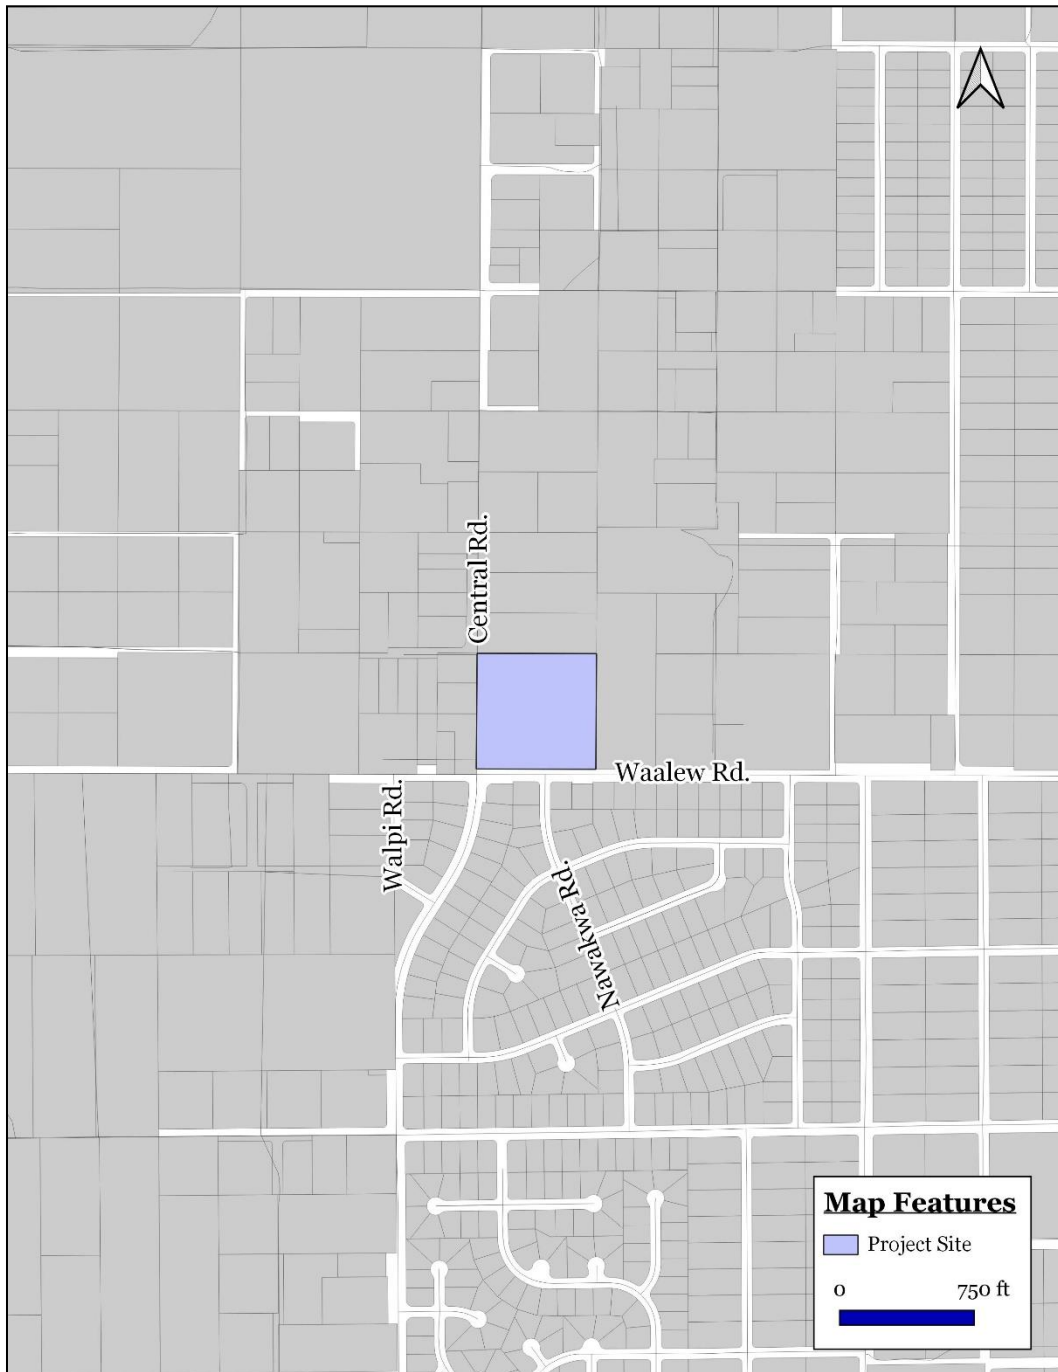 Central Rd.
Waalew Rd.
Walpi Rd.
Nawakwa Rd.
Map Features
Project Site
0 750 ft